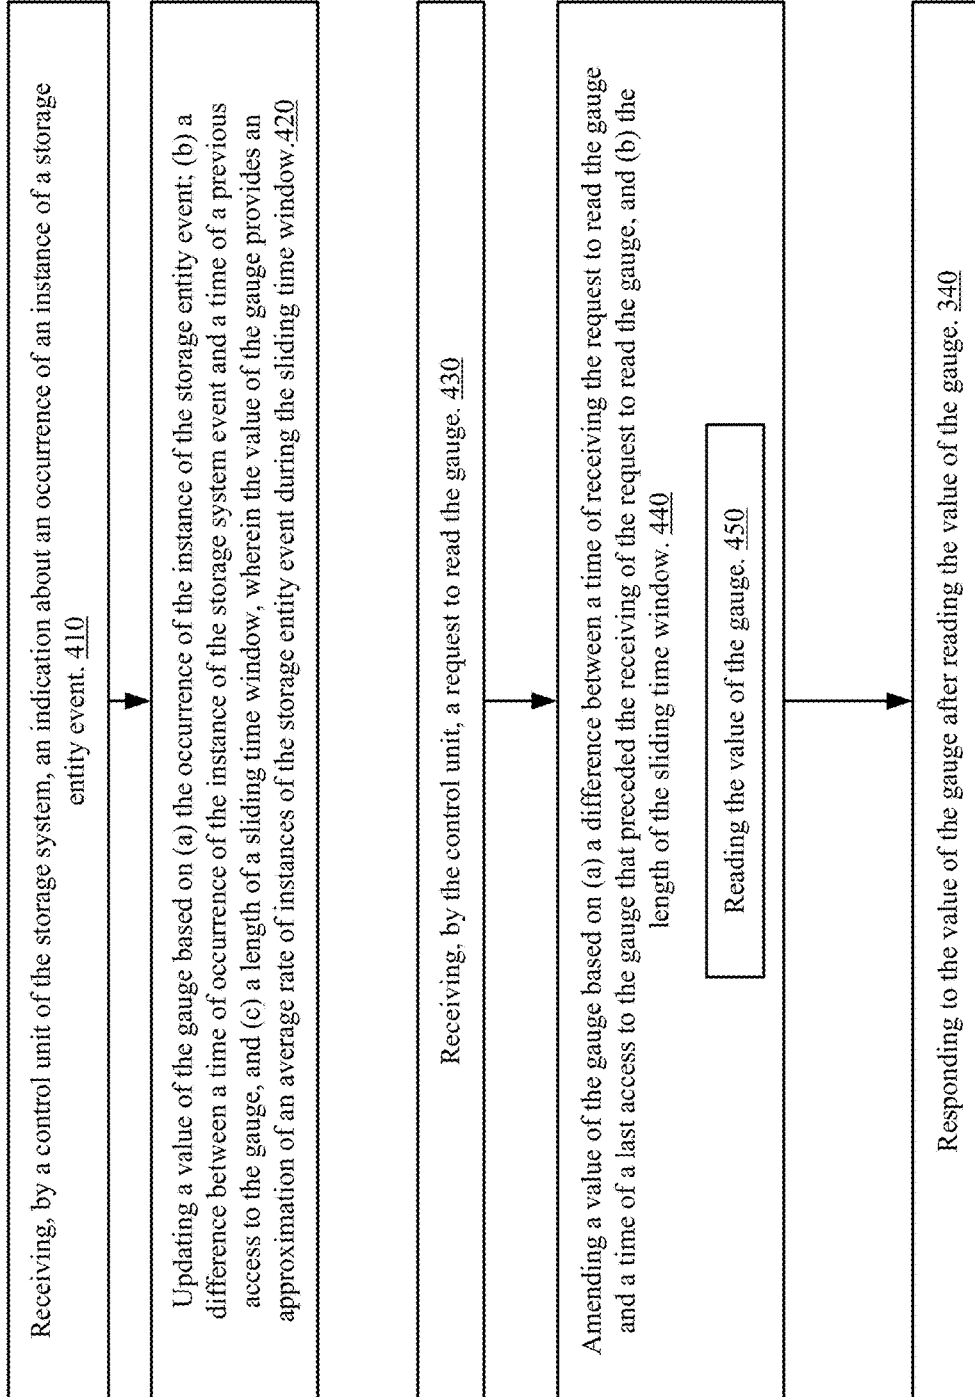 Receiving, by a control unit of the storage system, an indication about an occurrence of an instance of a storage
entity event. 410
Updating a value of the gauge based on (a) the occurrence of the instance of the storage entity event; (b) a
difference between a time of occurrence of the instance of the storage system event and a time of a previous
access to the gauge, and (c) a length of a sliding time window, wherein the value of the gauge provides an
approximation of an average rate of instances of the storage entity event during the sliding time window.420
Receiving, by the control unit, a request to read the gauge. 430
Amending a value of the gauge based on (a) a difference between a time of receiving the request to read the gauge
and a time of a last access to the gauge that preceded the receiving of the request to read the gauge, and (b) the
length of the sliding time window. 440
Reading the value of the gauge. 450
Responding to the value of the gauge after reading the value of the gauge. 340